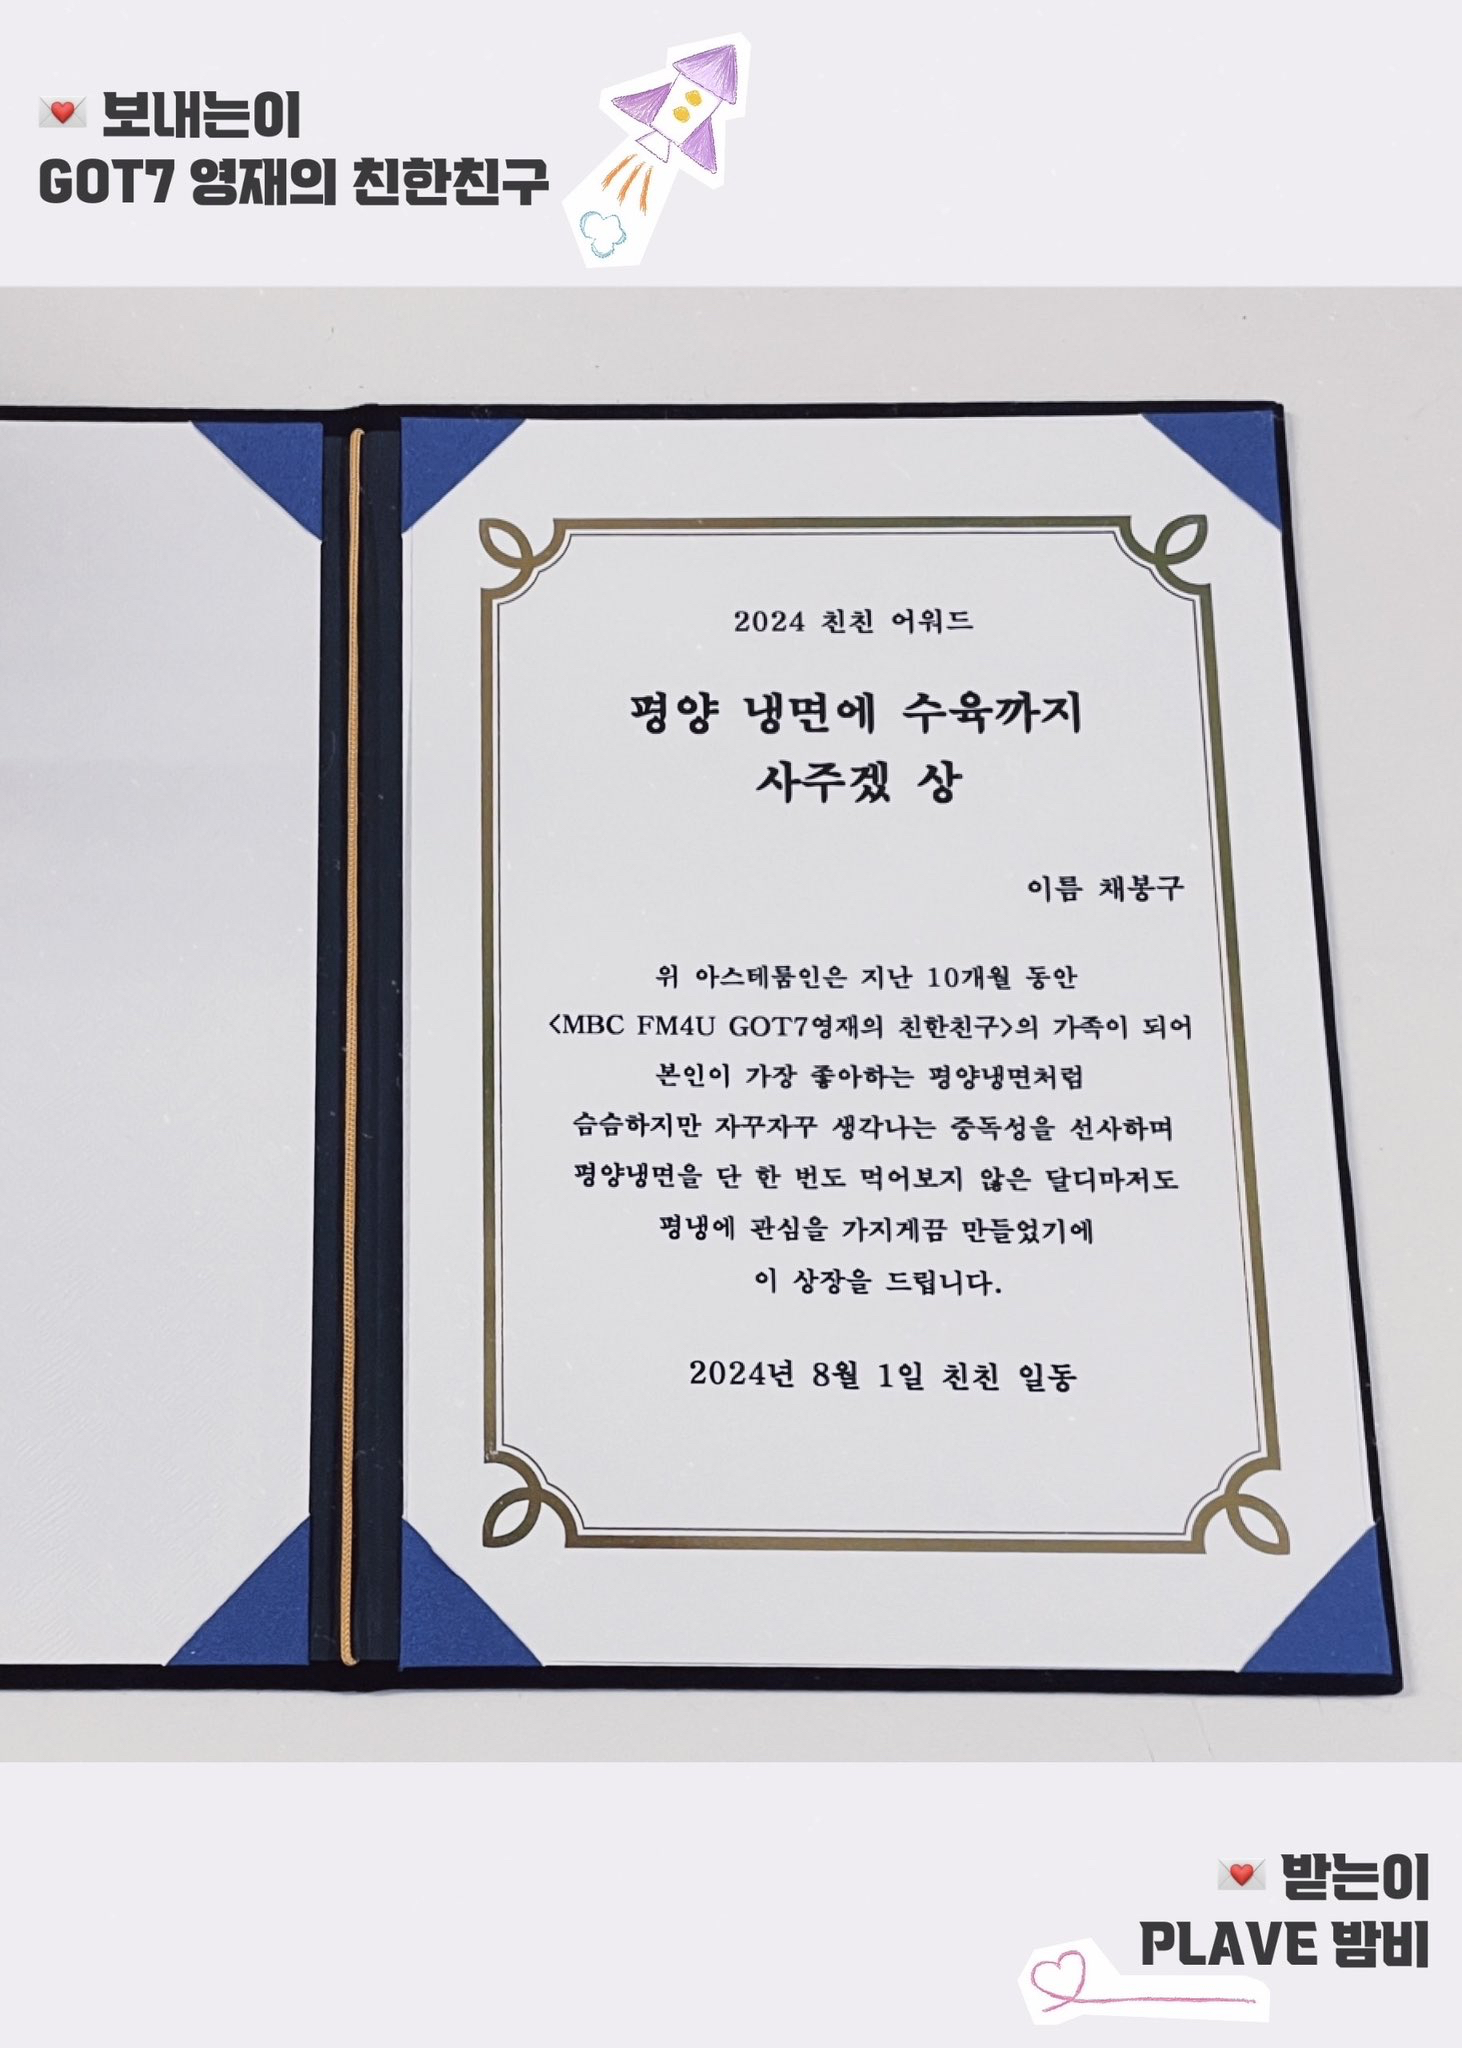 보내는이
GOT7 영재의 친한친구
2024 친친 어워드
평양 냉면에 수육까지
사주겠 상
이름 채봉구
위 아스테룸인은 지난 10개월 동안
<MBC FM4U GOT7영재의 친한친구>의 가족이 되어
본인이 가장 좋아하는 평양냉면처럼
슴슴하지만 자꾸자꾸 생각나는 중독성을 선사하며
평양냉면을 단 한 번도 먹어보지 않은 달디마저도
평냉에 관심을 가지게끔 만들었기에
이 상장을 드립니다.
2024년 8월 1일 친친 일동
받는이
PLAVE 밤비